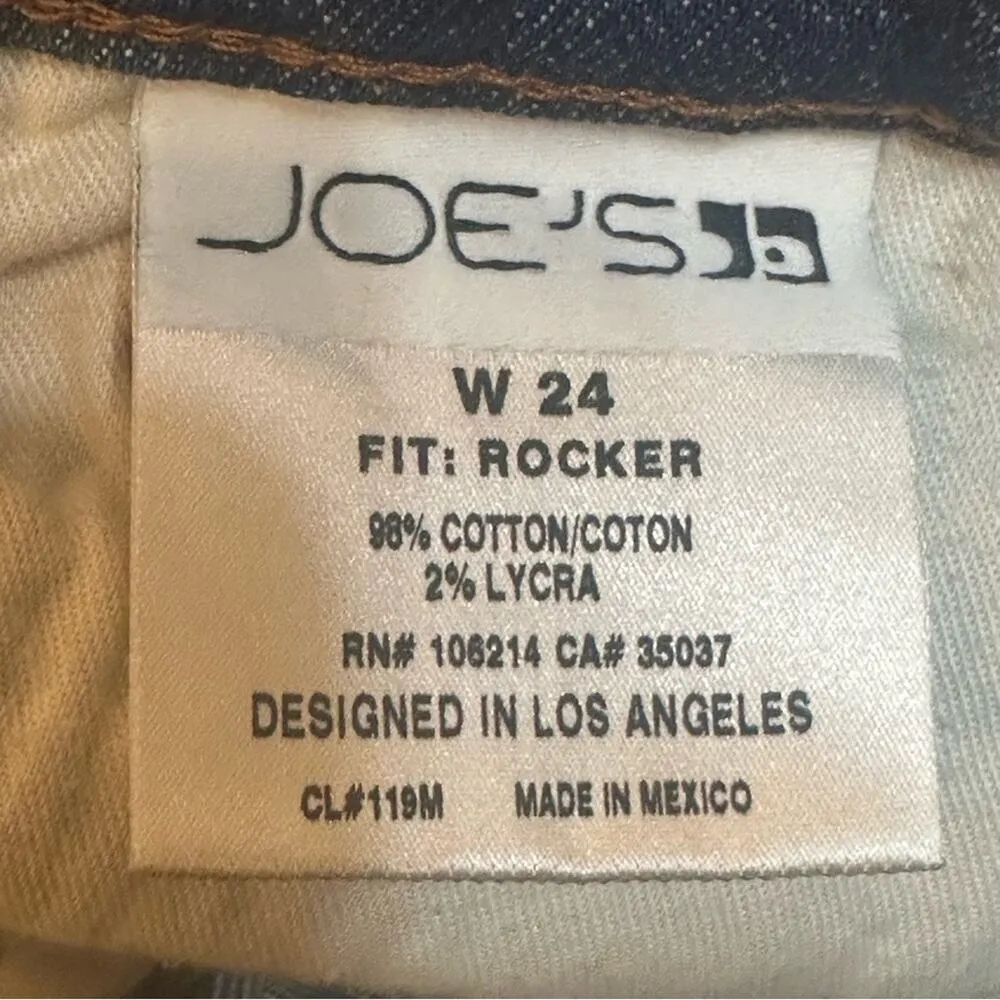 JOE'S
W 24
FIT: ROCKER
98% COTTON/COTON
2% LYCRA
RN# 106214 CA# 35037
DESIGNED IN LOS ANGELES
CL#119M MADE IN MEXICO